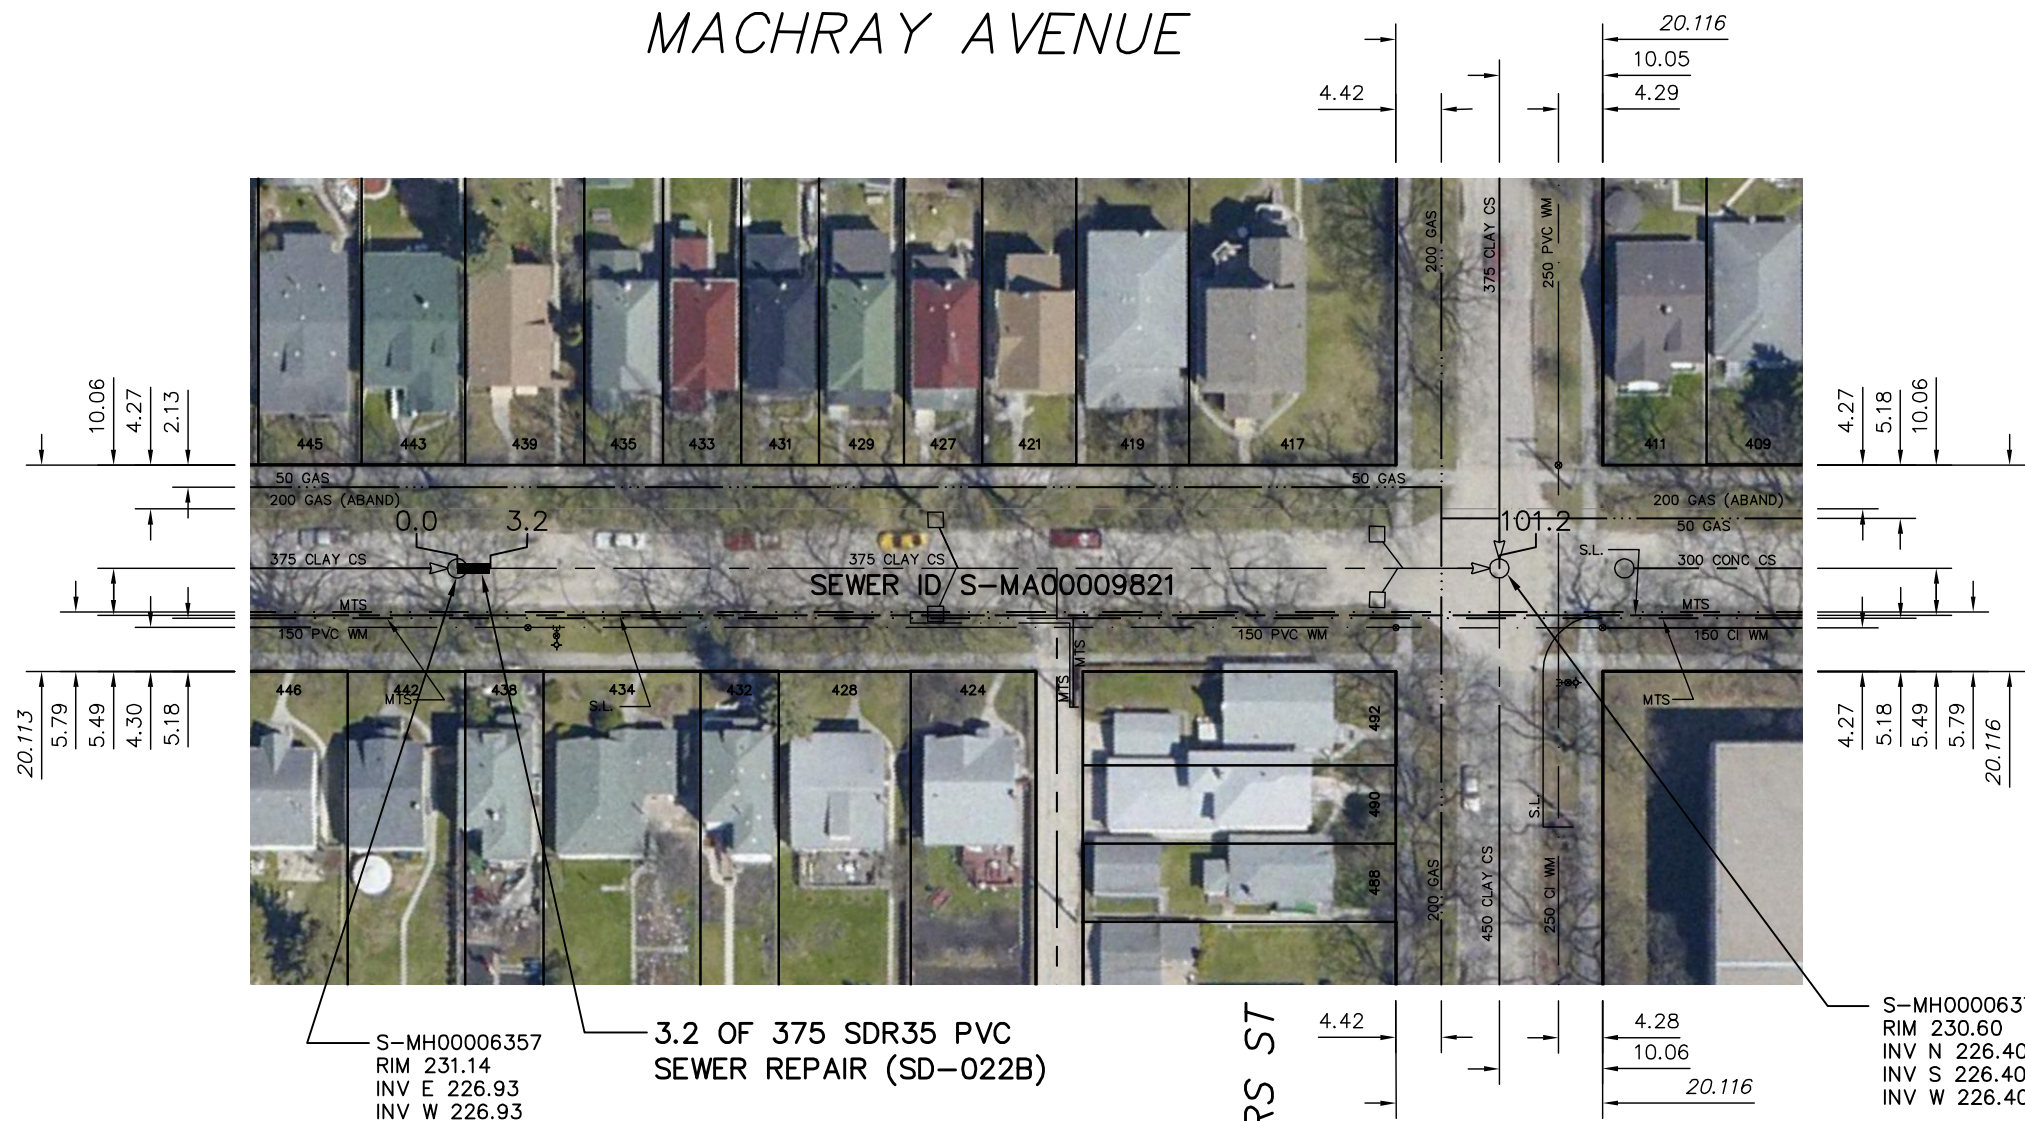 MACHRAY AVENUE
20.116
10.05
4.42
4.29
200 GAS
375 CLAY CS
250 PVC WM
10.06
4.27
2.13
4.27
5.18
10.06
445
443
439
435
433
431
429
427
421
419
417
411
409
50 GAS
50 GAS
200 GAS (ABAND)
200 GAS (ABAND)
50 GAS
0.0
3.2
101.2
375 CLAY CS
375 CLAY CS
S.L.
300 CONC CS
SEWER ID S-MA00009821
MTS
MTS
150 PVC WM
150 PVC WM
150 CI WM
MTS
MTS
446
442
438
434
432
428
424
MTS
S.L.
MTS
492
490
488
S.L.
200 GAS
450 CLAY CS
250 CI WM
20.113
5.79
5.49
4.30
5.18
4.27
5.18
5.49
5.79
20.116
S-MH00006357
RIM 231.14
INV E 226.93
INV W 226.93
3.2 OF 375 SDR35 PVC
SEWER REPAIR (SD-022B)
RS ST
4.42
4.28
10.06
20.116
RIM 230.60
INV N 226.40
INV S 226.40
INV W 226.40